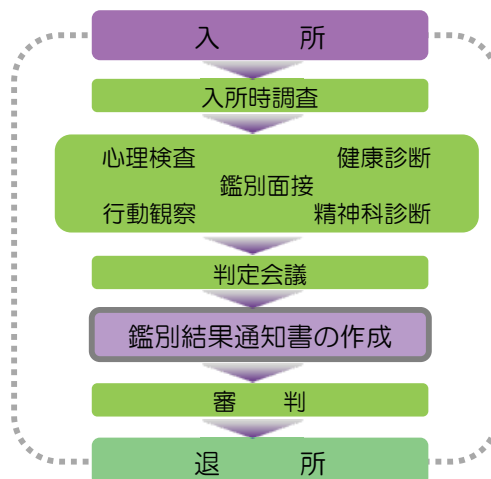 入　　所
入所時調査
心理検査　　健康診断
鑑別面接
行動観察　　精神科診断
判定会議
鑑別結果通知書の作成
審　　判
退　　所